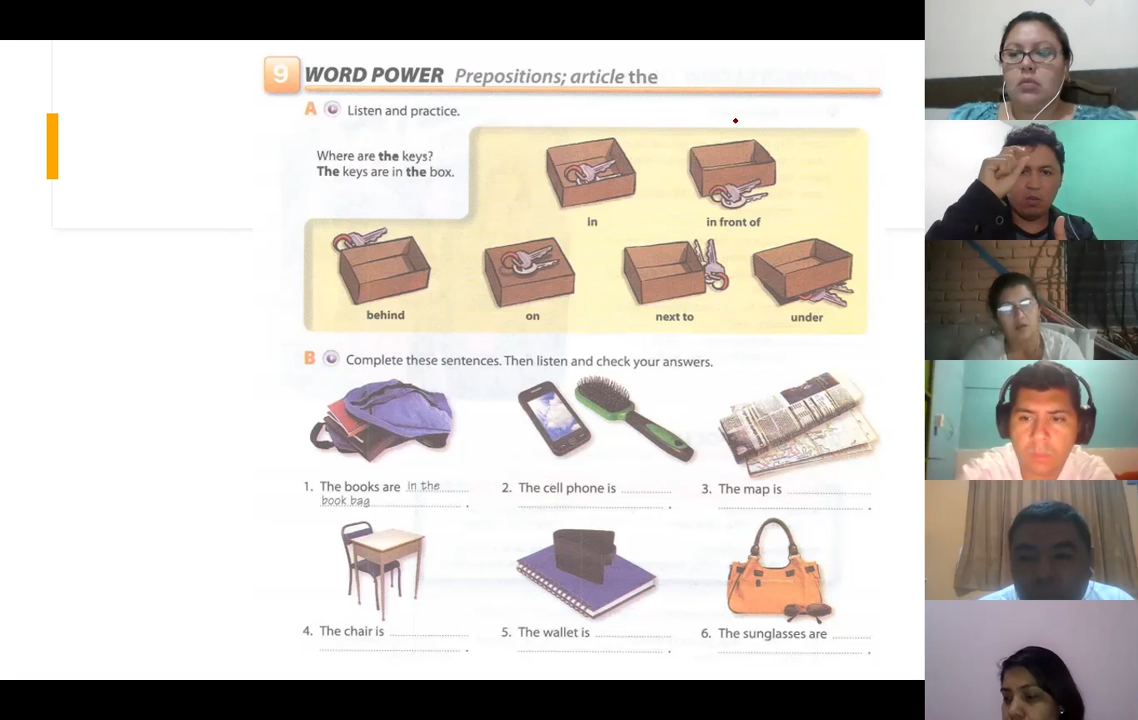 9 WORD POWER Prepositions; article the
A Listen and practice.
Where are the keys?
The keys are in the box.
in
in front of
behind
on
next to
under
B Complete these sentences. Then listen and check your answers.
1. The books are in the
book bag .
2. The cell phone is ..............
.
3. The map is ..............
.
4. The chair is ..............
.
5. The wallet is ..............
.
6. The sunglasses are ..............
.